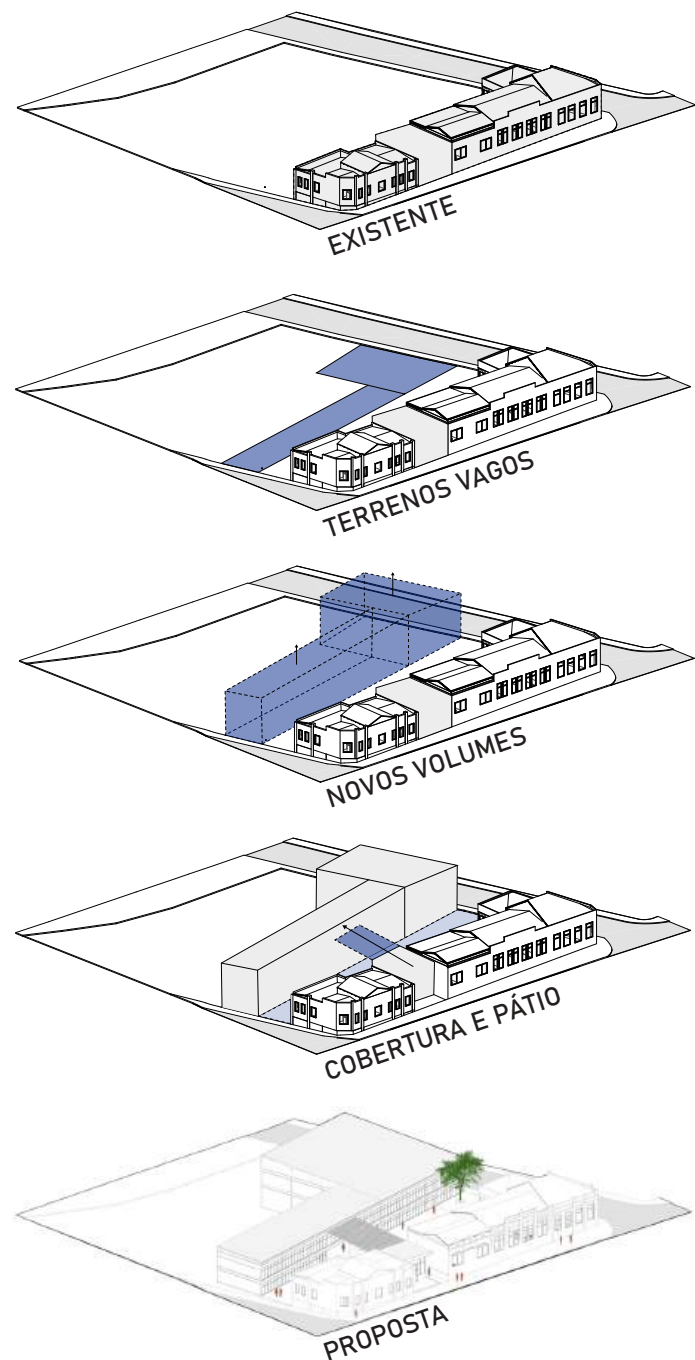 EXISTENTE
TERRENOS VAGOS
NOVOS VOLUMES
COBERTURA E PÁTIO
PROPOSTA